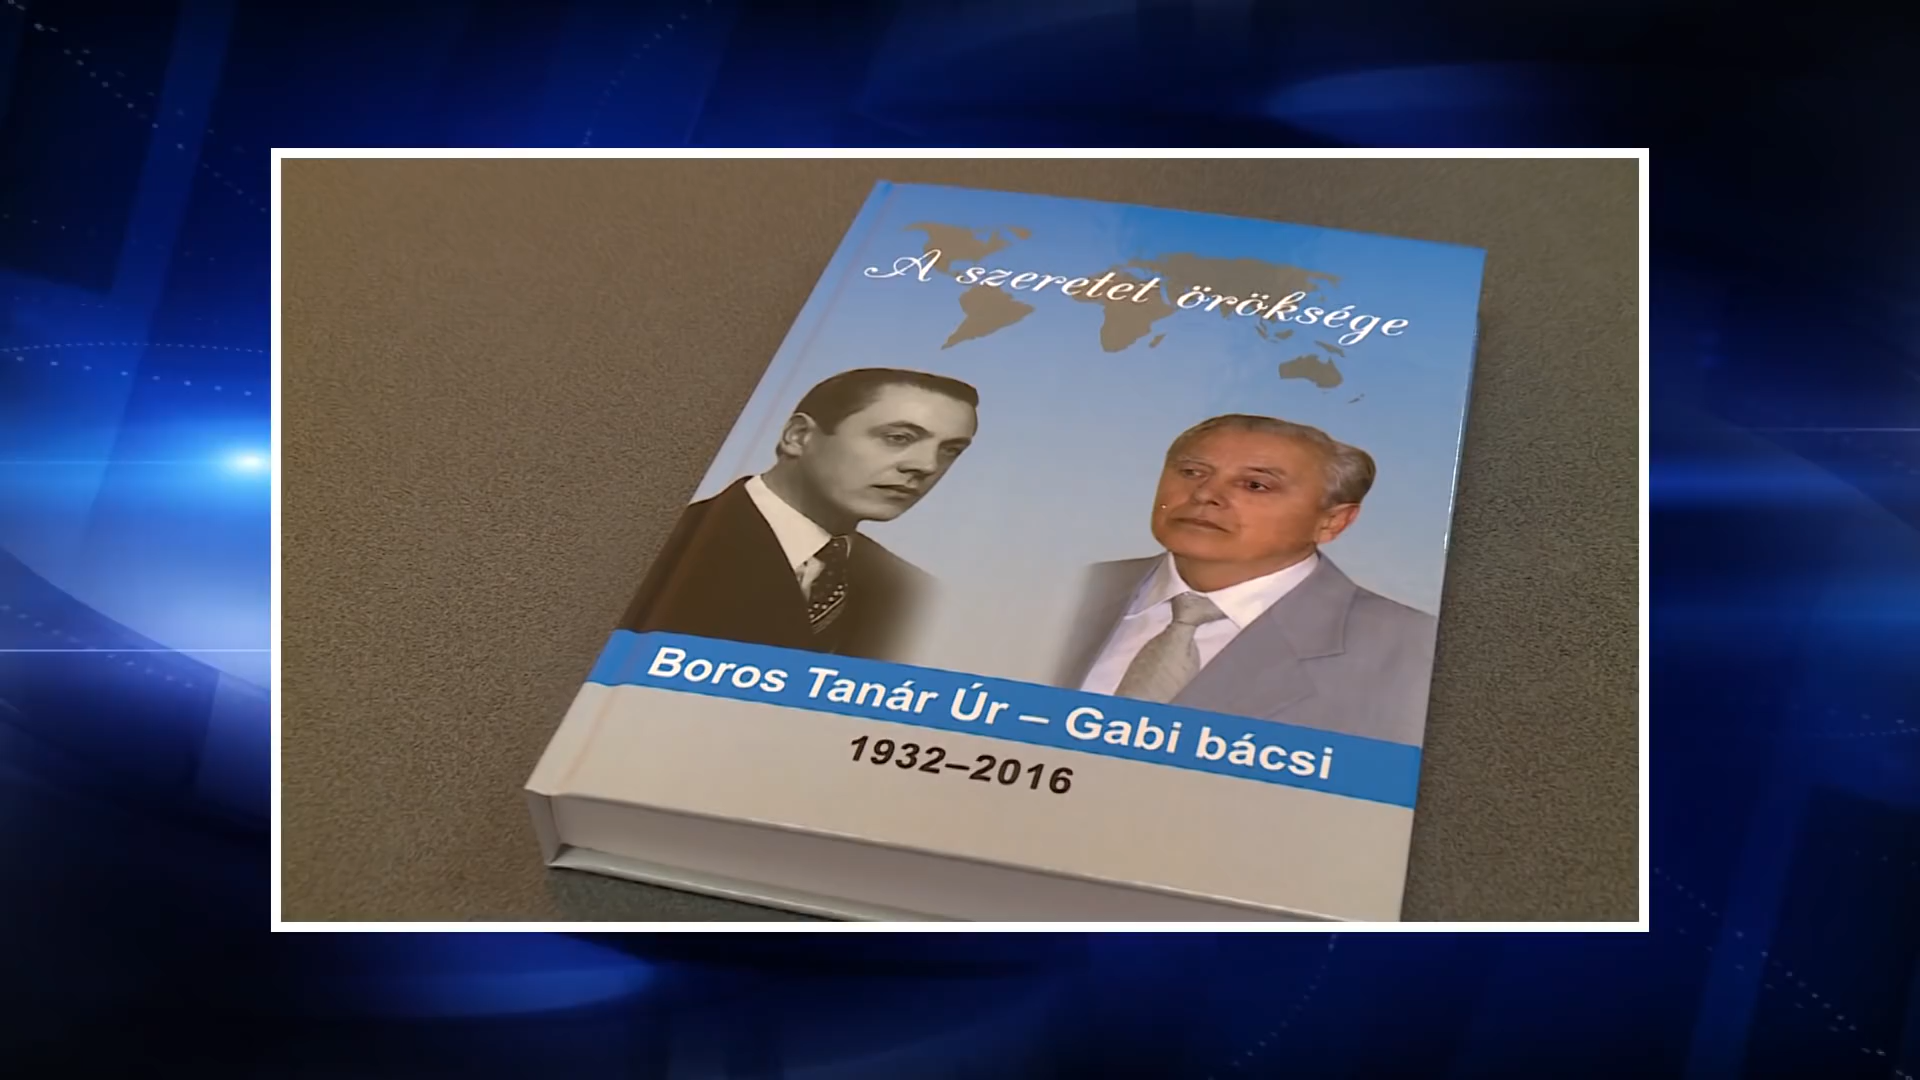 A szeretet öröksége
Boros Tanár Úr – Gabi bácsi
1932–2016